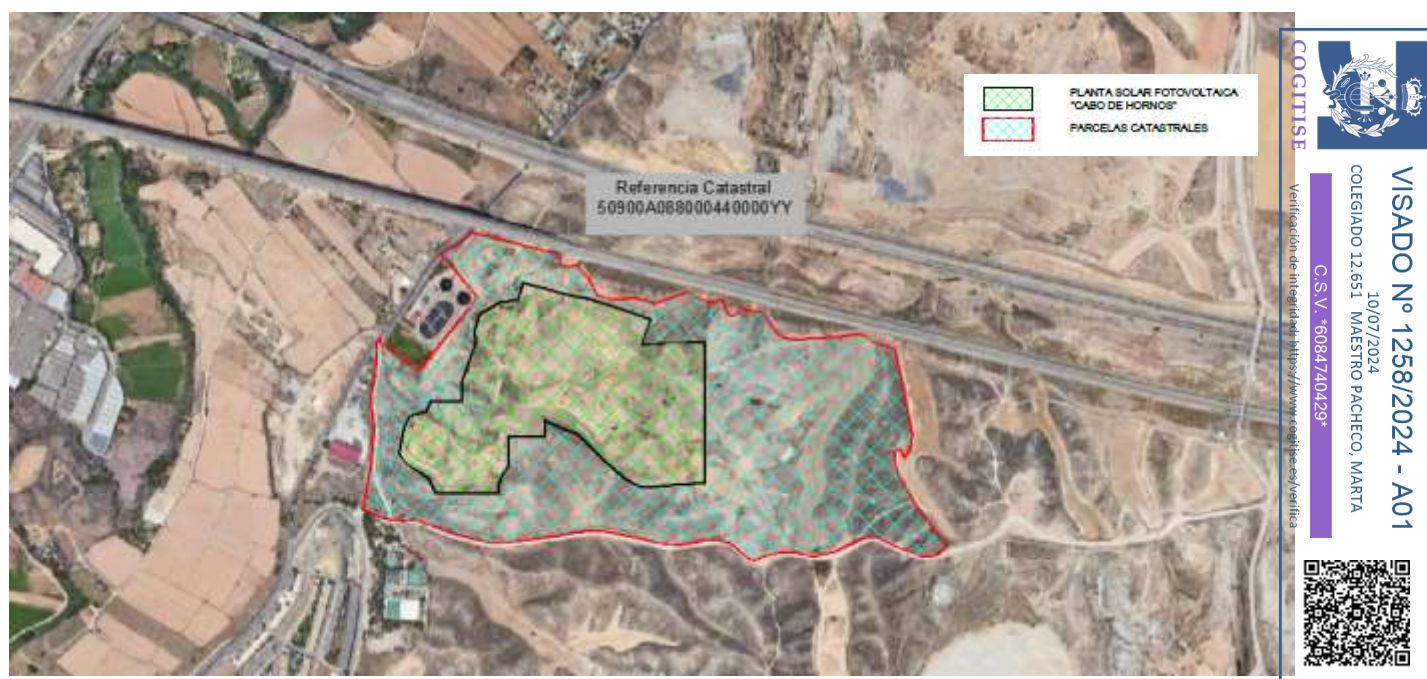 PLANTA SOLAR FOTOVOLTAICA
"CABO DE HORNOS"
PARCELAS CATASTRALES
Referencia Catastral
50900A088000440000YY
COGITISE
VISADO Nº 1258/2024 - A01
10/07/2024
COLEGIADO 12.651 MAESTRO PACHECO, MARTA
C.S.V. *6084740429*
Verificación de integridad: https://www.cogitise.es/verifica